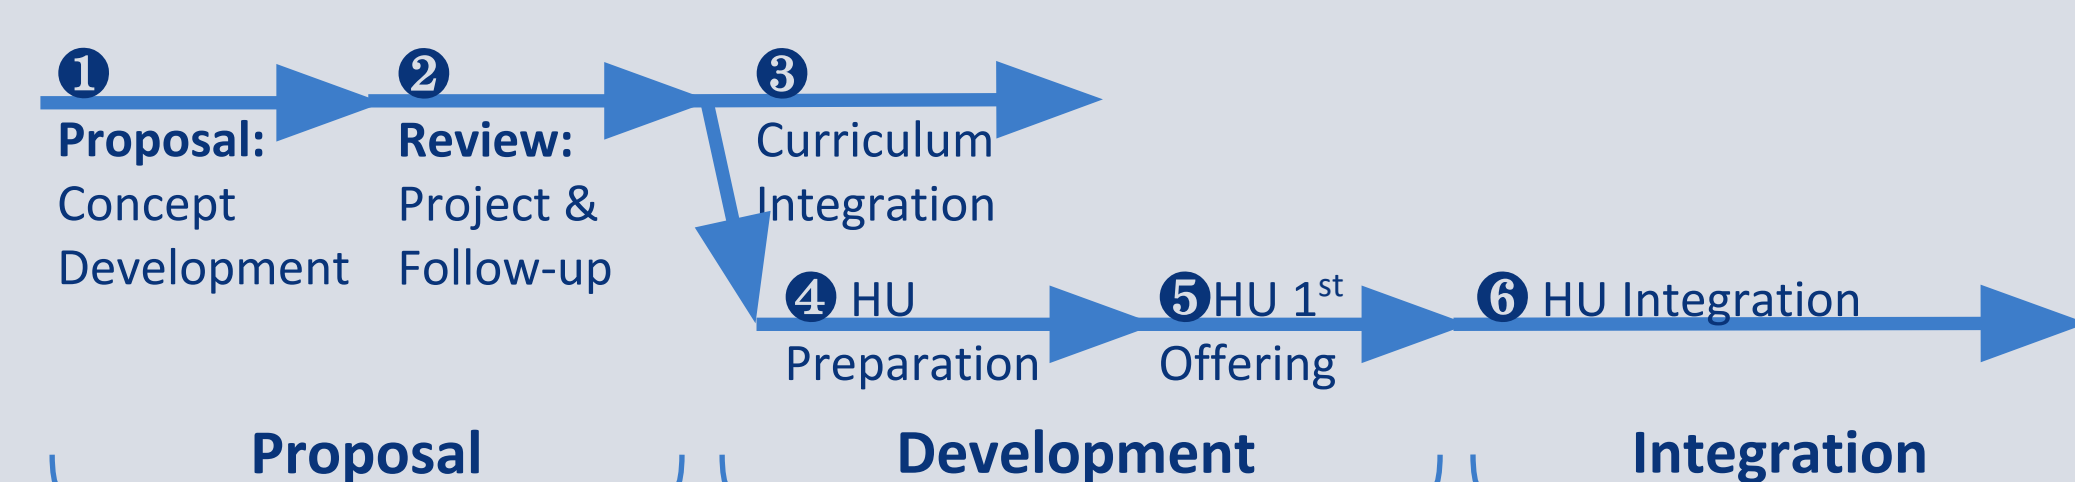 ❶
Proposal:
Concept
Development
❷
Review:
Project &
Follow-up
❸
Curriculum
Integration
❹ HU
Preparation
❺HU 1st
Offering
❻ HU Integration
Proposal
Development
Integration